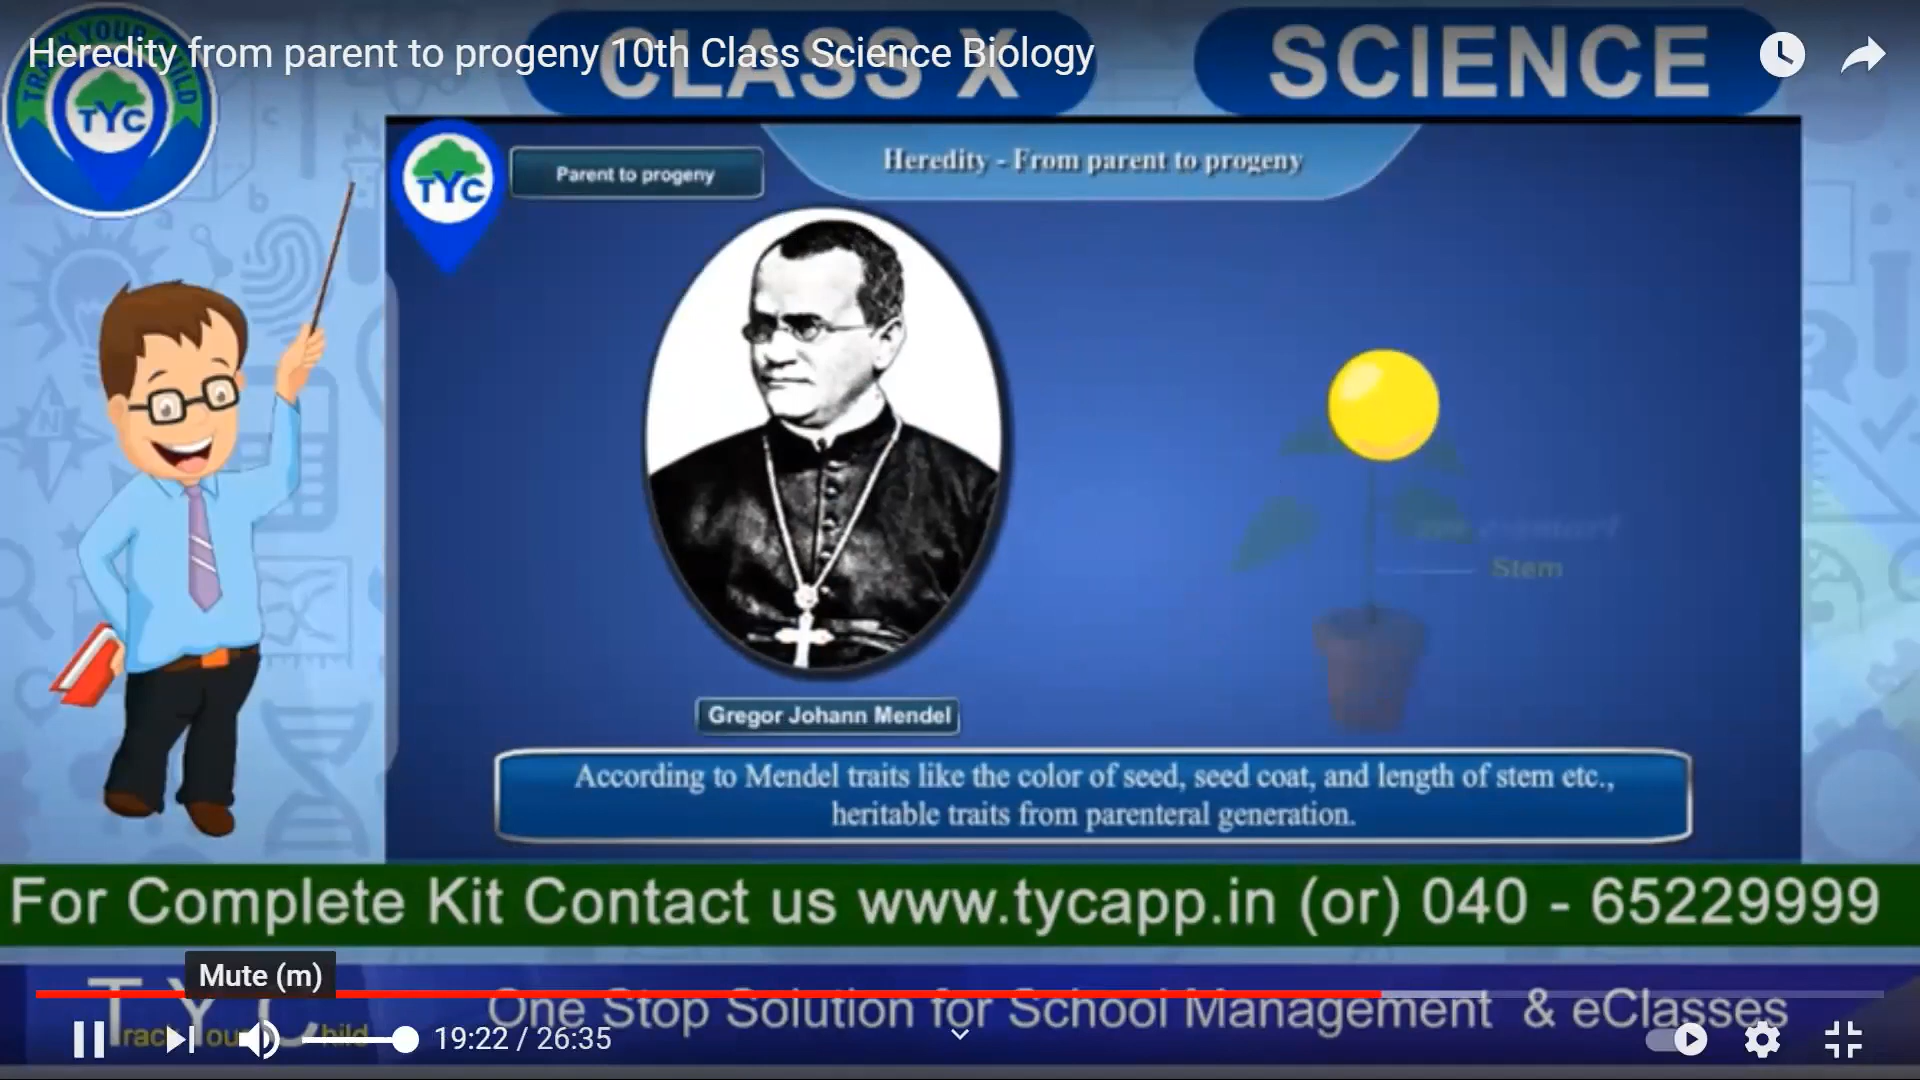 Heredity from parent to progeny 10th Class Science Biology
CLASS X
SCIENCE
TRACK YOUR CHILD
TYC
TYC
Parent to progeny
Heredity - From parent to progeny
Stem
Gregor Johann Mendel
According to Mendel traits like the color of seed, seed coat, and length of stem etc.,
heritable traits from parenteral generation.
For Complete Kit Contact us www.tycapp.in (or) 040 - 65229999
Mute (m)
T Y C
One Stop Solution for School Management & eClasses
19:22 / 26:35